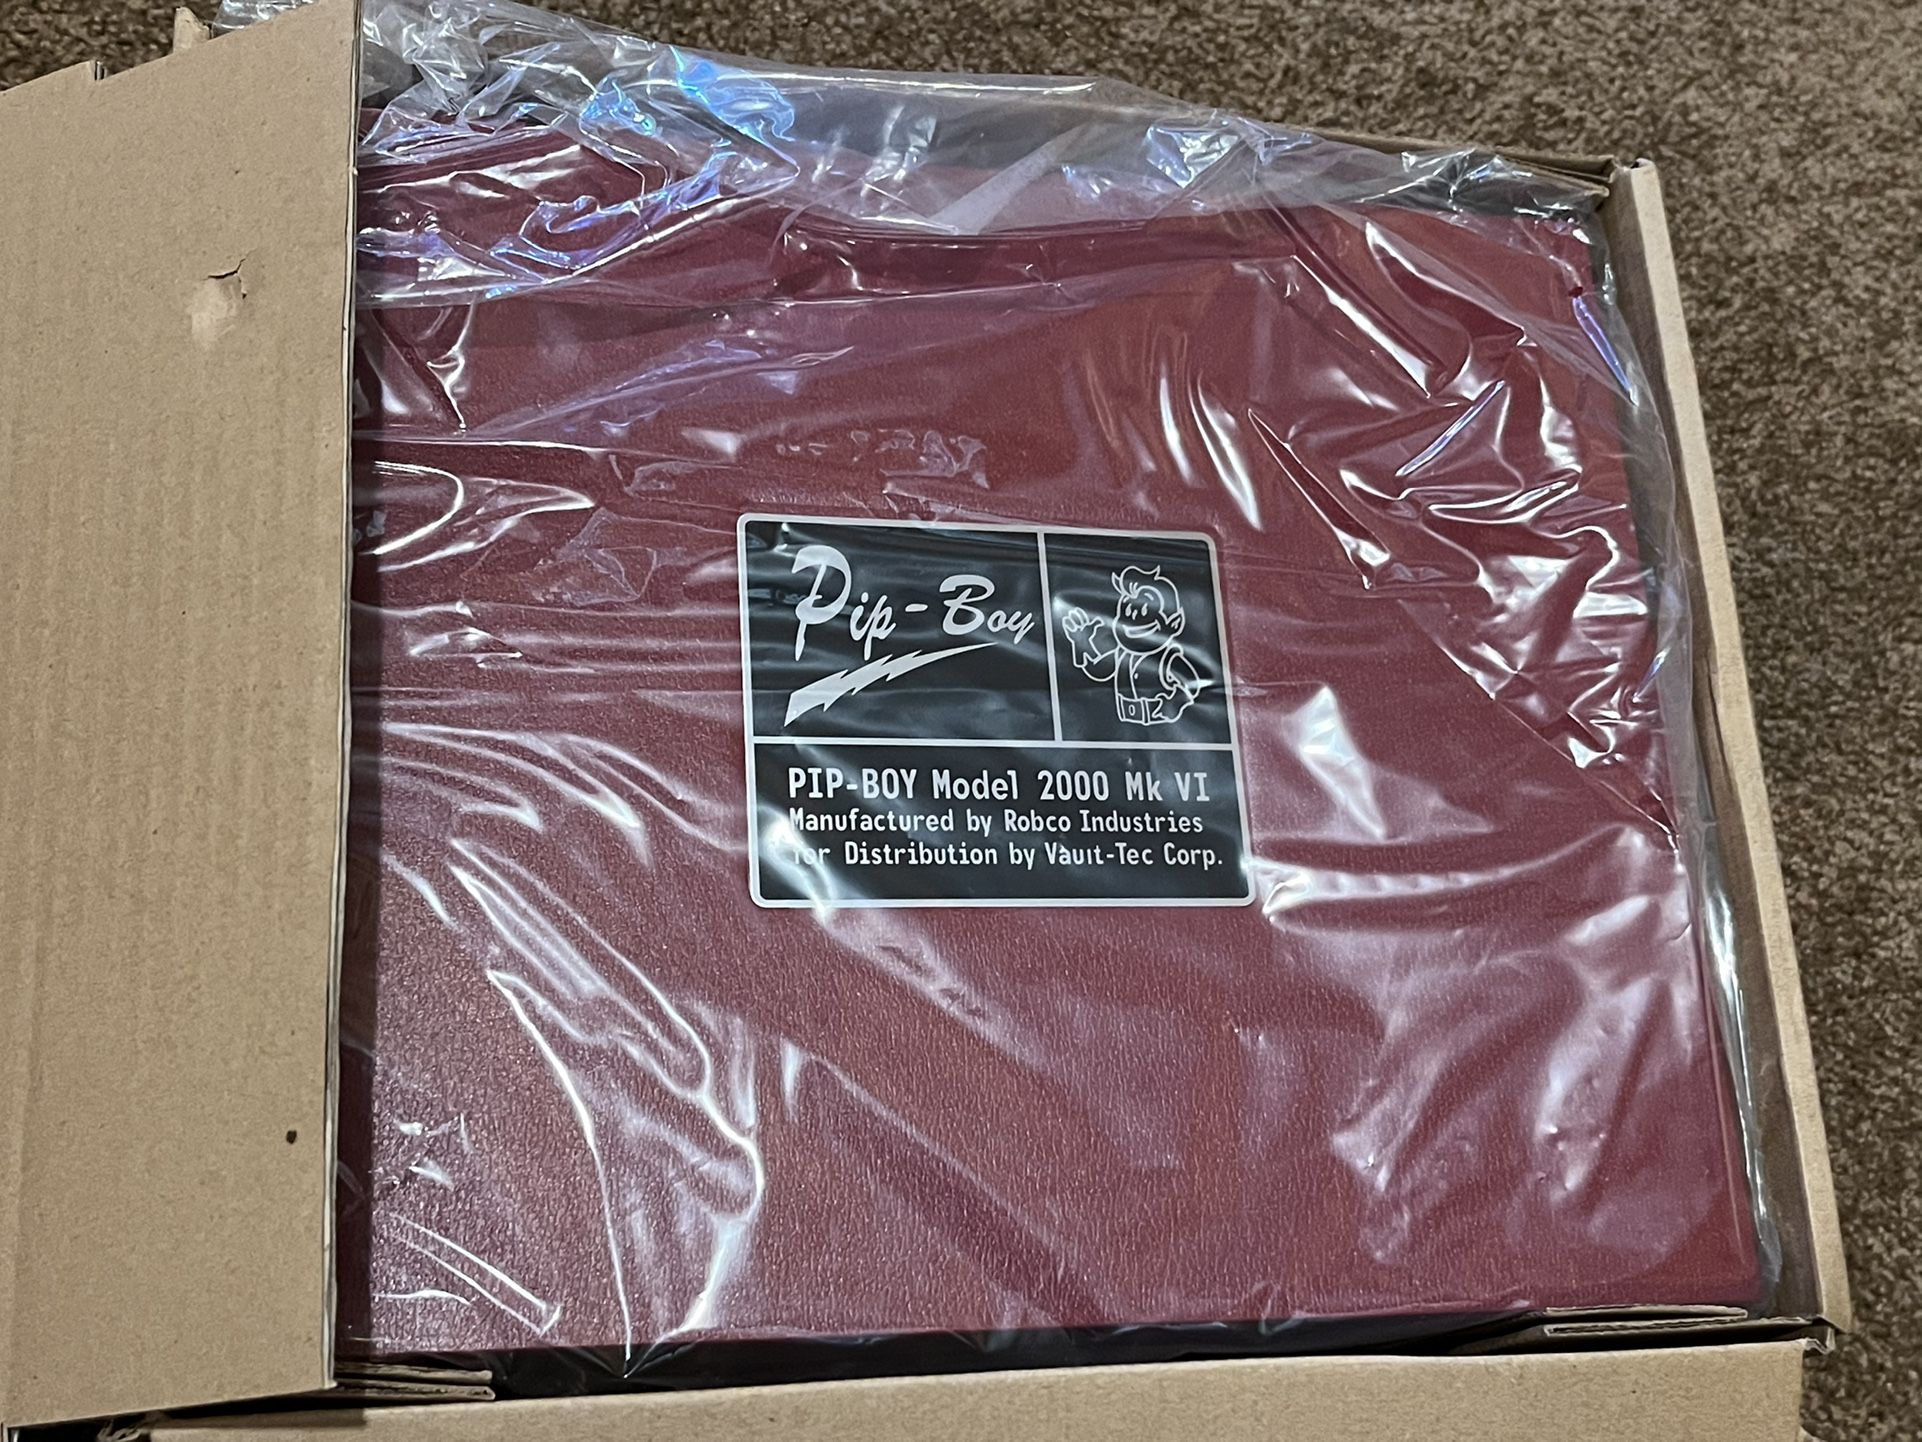 Pip-Boy
PIP-BOY Model 2000 Mk VI
Manufactured by Robco Industries
for Distribution by Vault-Tec Corp.